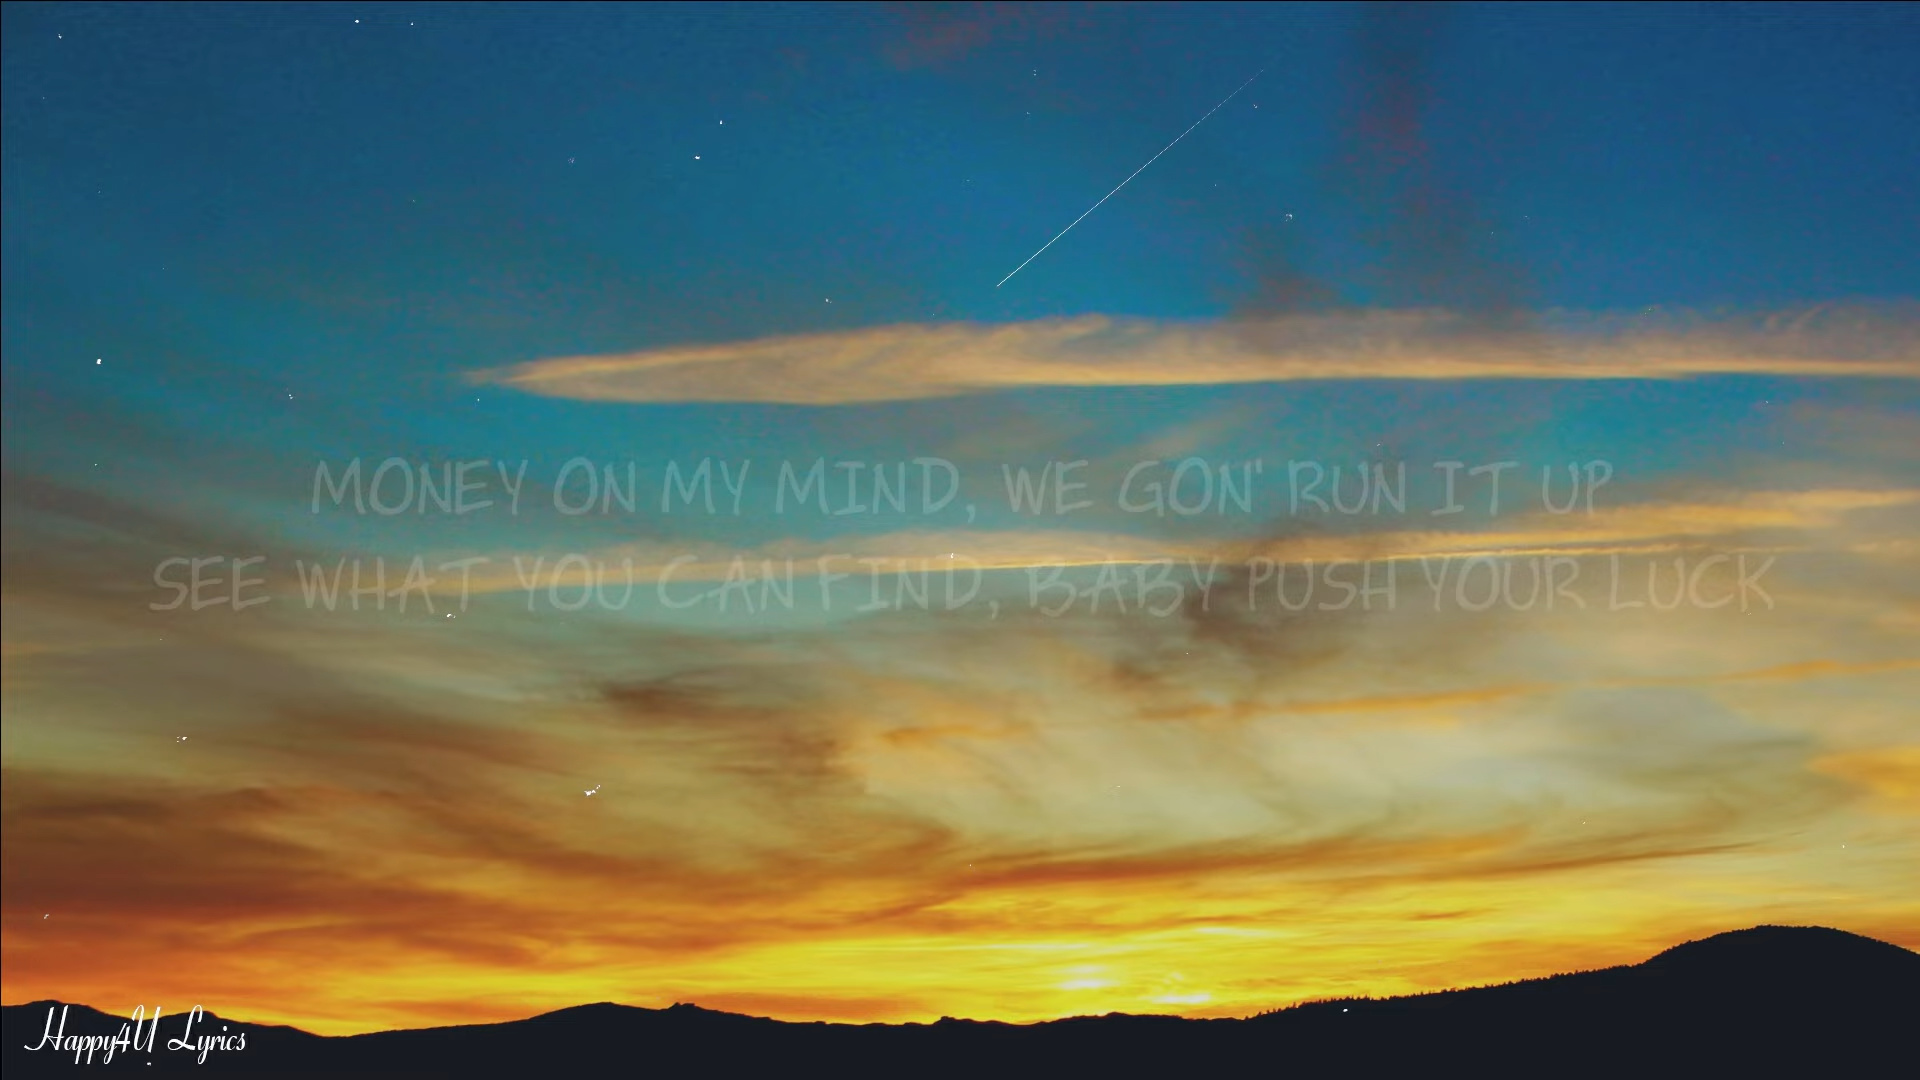 MONEY ON MY MIND, WE GON' RUN IT UP
SEE WHAT YOU CAN FIND, BABY PUSH YOUR LUCK
Happy4U Lyrics